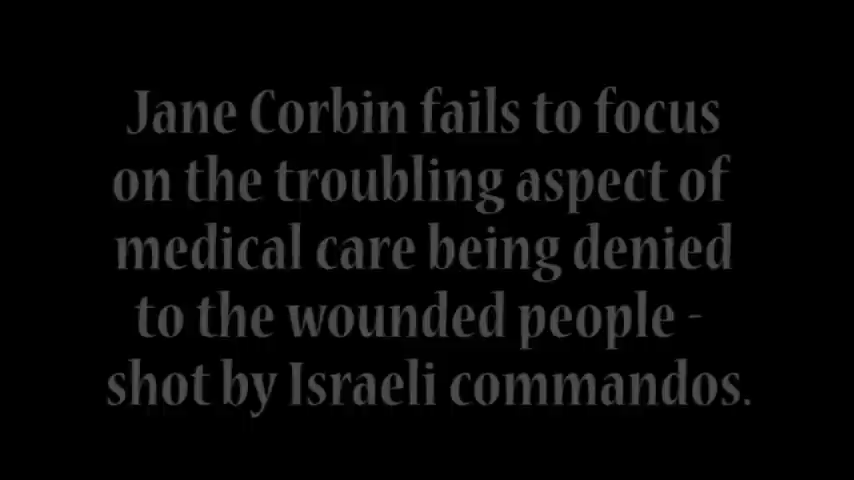 Jane Corbin fails to focus
on the troubling aspect of
medical care being denied
to the wounded people -
shot by Israeli commandos.